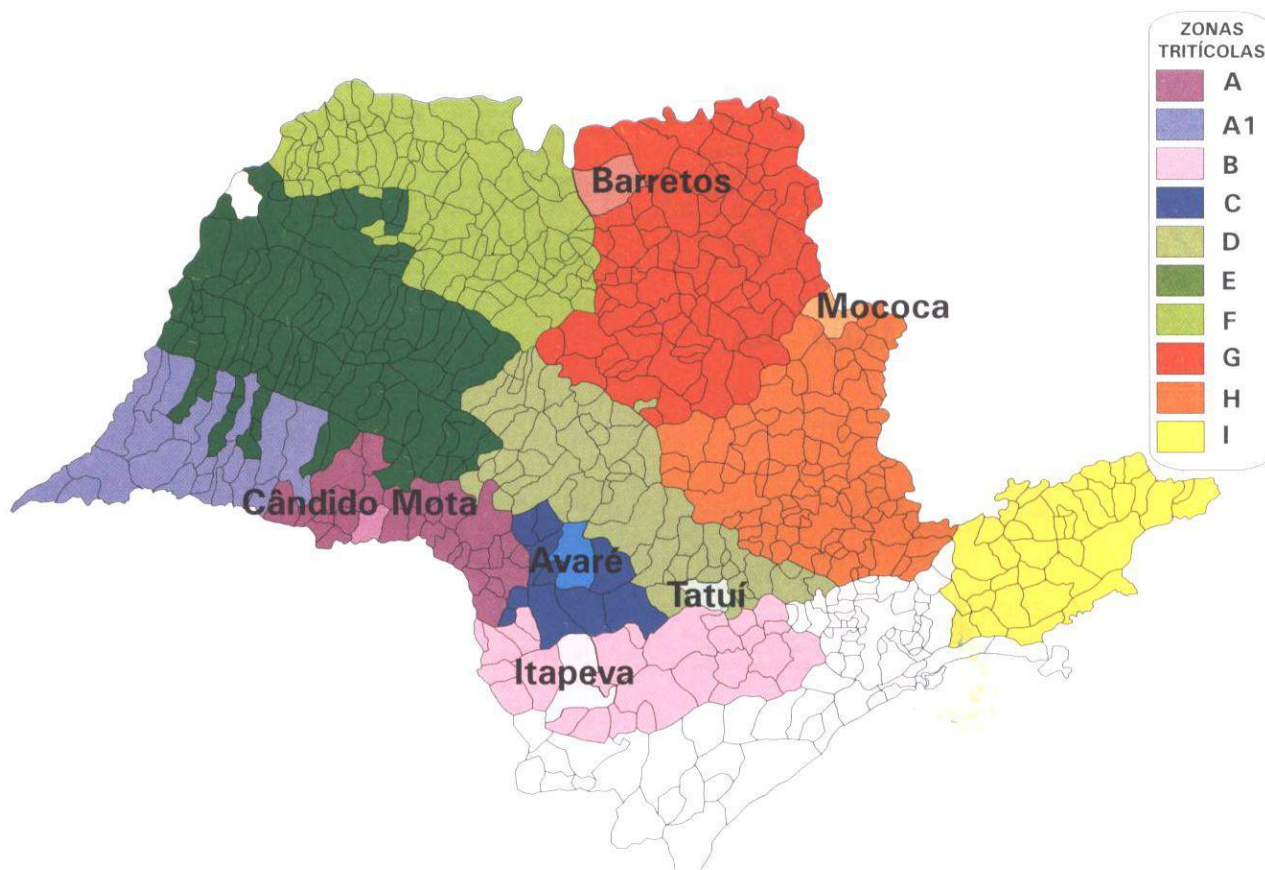 ZONAS
TRITÍCOLAS
A
A1
B
C
D
E
F
G
H
I
Barretos
Mococa
Cândido Mota
Avaré
Tatuí
Itapeva